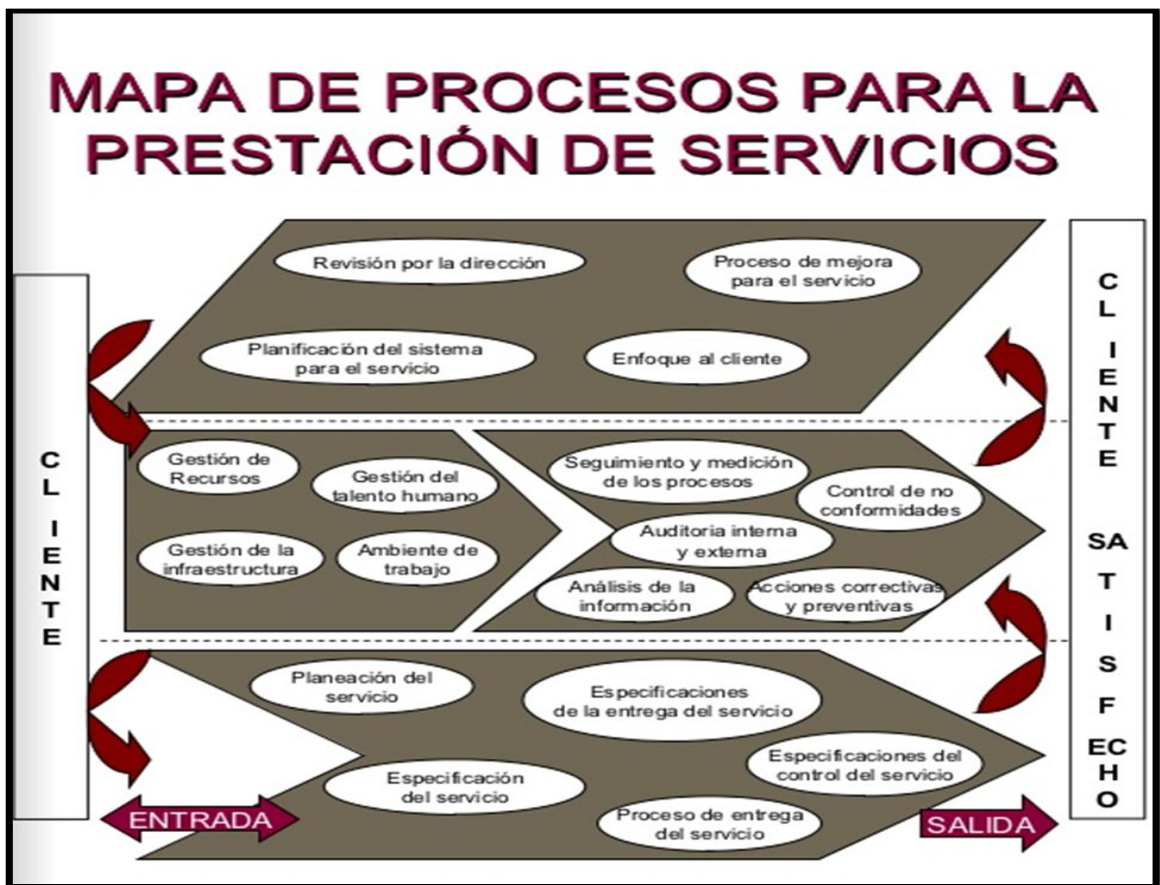 MAPA DE PROCESOS PARA LA
PRESTACIÓN DE SERVICIOS
CLIENTE
Revisión por la dirección
Proceso de mejora
para el servicio
Planificación del sistema
para el servicio
Enfoque al cliente
Gestión de
Recursos
Gestión del
talento humano
Gestión de la
infraestructura
Ambiente de
trabajo
Seguimiento y medición
de los procesos
Control de no
conformidades
Auditoria interna
y externa
Análisis de la
información
Acciones correctivas
y preventivas
Planeación del
servicio
Especificaciones
de la entrega del servicio
Especificación
del servicio
Especificaciones del
control del servicio
Proceso de entrega
del servicio
ENTRADA
SALIDA
CLIENTE SATISFECHO